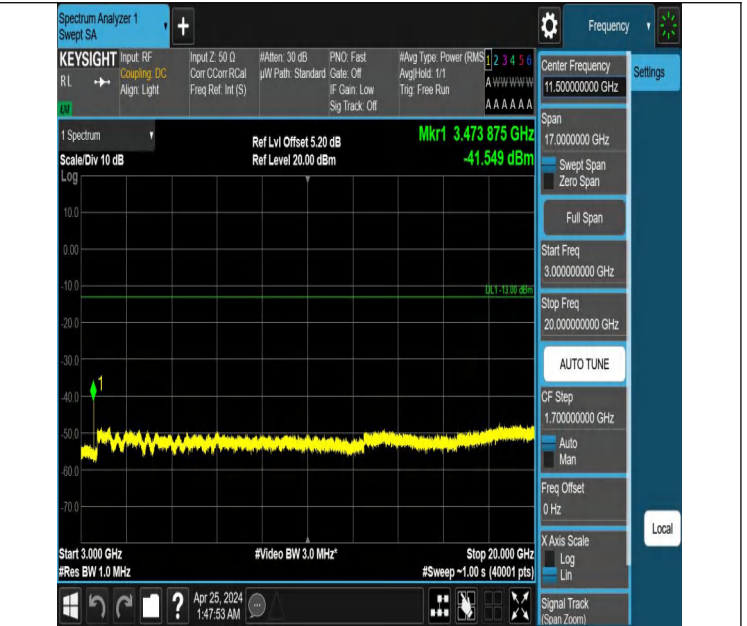 Spectrum Analyzer 1
Swept SA
+
Frequency
KEYSIGHT
RL
LNI
Input: RF
Coupling: DC
Align: Light
Input Z: 50 Ω
Corr CCorr RCal
Freq Ref: Int (S)
#Atten: 30 dB
µW Path: Standard
PNO: Fast
Gate: Off
IF Gain: Low
Sig Track: Off
#Avg Type: Power (RMS
Avg|Hold: 1/1
Trig: Free Run
1 2 3 4 5 6
A W W W W W
A A A A A A
1 Spectrum
Scale/Div 10 dB
Log
Ref Lvl Offset 5.20 dB
Ref Level 20.00 dBm
Mkr1 3.473 875 GHz
-41.549 dBm
10.0
0.00
-10.0
DL1 -13.00 dBm
-20.0
-30.0
1
-40.0
-50.0
-60.0
-70.0
Start 3.000 GHz
#Res BW 1.0 MHz
#Video BW 3.0 MHz*
Stop 20.000 GHz
#Sweep ~1.00 s (40001 pts)
?
Apr 25, 2024
1:47:53 AM
Center Frequency
11.500000000 GHz
Settings
Span
17.0000000 GHz
Swept Span
Zero Span
Full Span
Start Freq
3.000000000 GHz
Stop Freq
20.000000000 GHz
AUTO TUNE
CF Step
1.700000000 GHz
Auto
Man
Freq Offset
0 Hz
X Axis Scale
Log
Lin
Local
Signal Track
(Span Zoom)